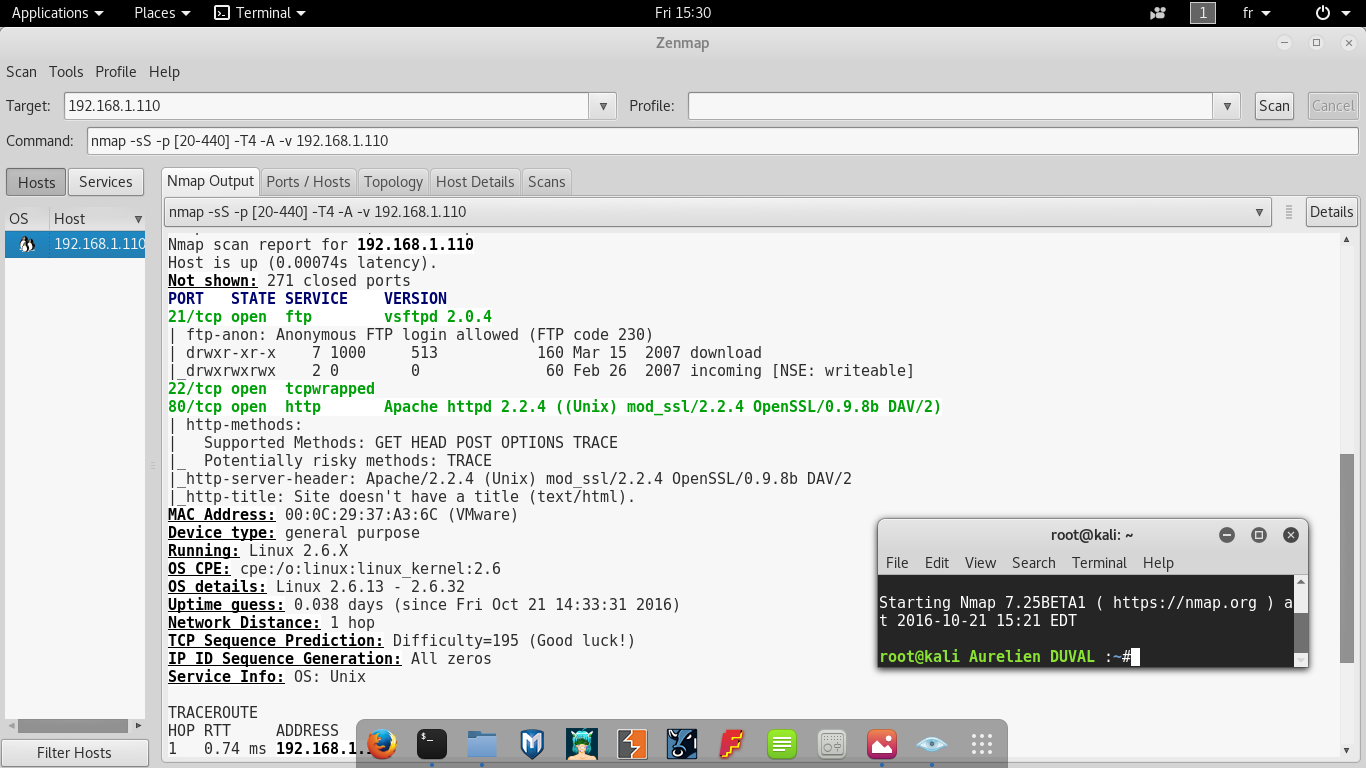 Applications Places Terminal Fri 15:30 1 fr
Zenmap
Scan Tools Profile Help
Target: 192.168.1.110 Profile: Scan Cancel
Command: nmap -sS -p [20-440] -T4 -A -v 192.168.1.110
Hosts Services Nmap Output Ports / Hosts Topology Host Details Scans
OS Host nmap -sS -p [20-440] -T4 -A -v 192.168.1.110 Details
192.168.1.110
Nmap scan report for 192.168.1.110
Host is up (0.00074s latency).
Not shown: 271 closed ports
PORT STATE SERVICE VERSION
21/tcp open ftp vsftpd 2.0.4
| ftp-anon: Anonymous FTP login allowed (FTP code 230)
| drwxr-xr-x 7 1000 513 160 Mar 15 2007 download
|_drwxrwxrwx 2 0 0 60 Feb 26 2007 incoming [NSE: writeable]
22/tcp open tcpwrapped
80/tcp open http Apache httpd 2.2.4 ((Unix) mod_ssl/2.2.4 OpenSSL/0.9.8b DAV/2)
| http-methods:
| Supported Methods: GET HEAD POST OPTIONS TRACE
|_ Potentially risky methods: TRACE
|_http-server-header: Apache/2.2.4 (Unix) mod_ssl/2.2.4 OpenSSL/0.9.8b DAV/2
|_http-title: Site doesn't have a title (text/html).
MAC Address: 00:0C:29:37:A3:6C (VMware)
Device type: general purpose
Running: Linux 2.6.X
OS CPE: cpe:/o:linux:linux_kernel:2.6
OS details: Linux 2.6.13 - 2.6.32
Uptime guess: 0.038 days (since Fri Oct 21 14:33:31 2016)
Network Distance: 1 hop
TCP Sequence Prediction: Difficulty=195 (Good luck!)
IP ID Sequence Generation: All zeros
Service Info: OS: Unix
TRACEROUTE
HOP RTT ADDRESS
1 0.74 ms 192.168.1.
Filter Hosts
root@kali: ~
File Edit View Search Terminal Help
Starting Nmap 7.25BETA1 ( https://nmap.org ) a
t 2016-10-21 15:21 EDT
root@kali Aurelien DUVAL :~#